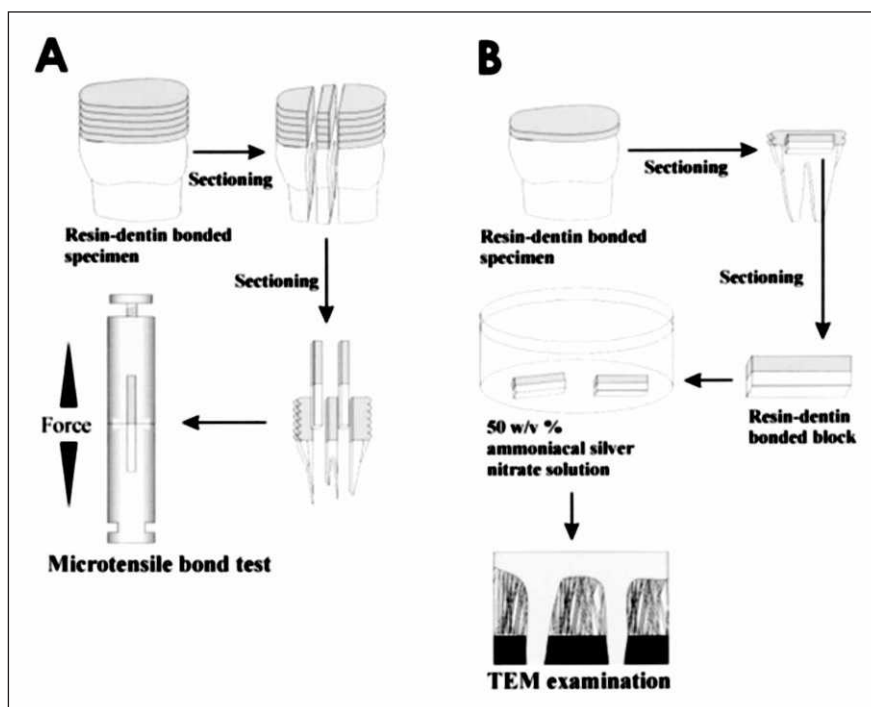 A
Sectioning
Resin-dentin bonded
specimen
Sectioning
Force
Microtensile bond test
B
Sectioning
Resin-dentin bonded
specimen
Sectioning
Resin-dentin
bonded block
50 w/v %
ammoniacal silver
nitrate solution
TEM examination